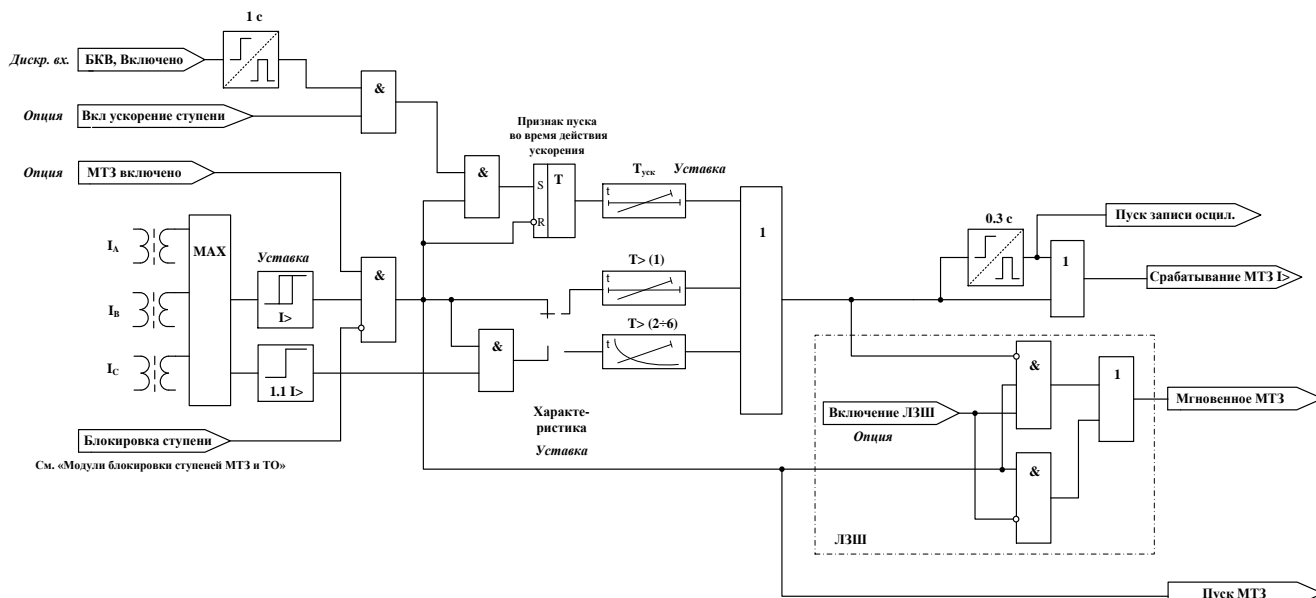 1 с
Дискр. вх.
БКВ, Включено
&
Опция
Вкл ускорение ступени
Признак пуска
во время действия
ускорения
Опция
МТЗ включено
&
S
T
R
Tуск
Уставка
t
1
0.3 с
Пуск записи осцил.
1
Срабатывание МТЗ I>
IA
IB
IC
MAX
Уставка
I>
1.1 I>
&
&
T> (1)
t
T> (2÷6)
t
Характе-
ристика
Уставка
Блокировка ступени
См. «Модули блокировки ступеней МТЗ и ТО»
Включение ЛЗШ
Опция
&
&
1
ЛЗШ
Мгновенное МТЗ
Пуск МТЗ